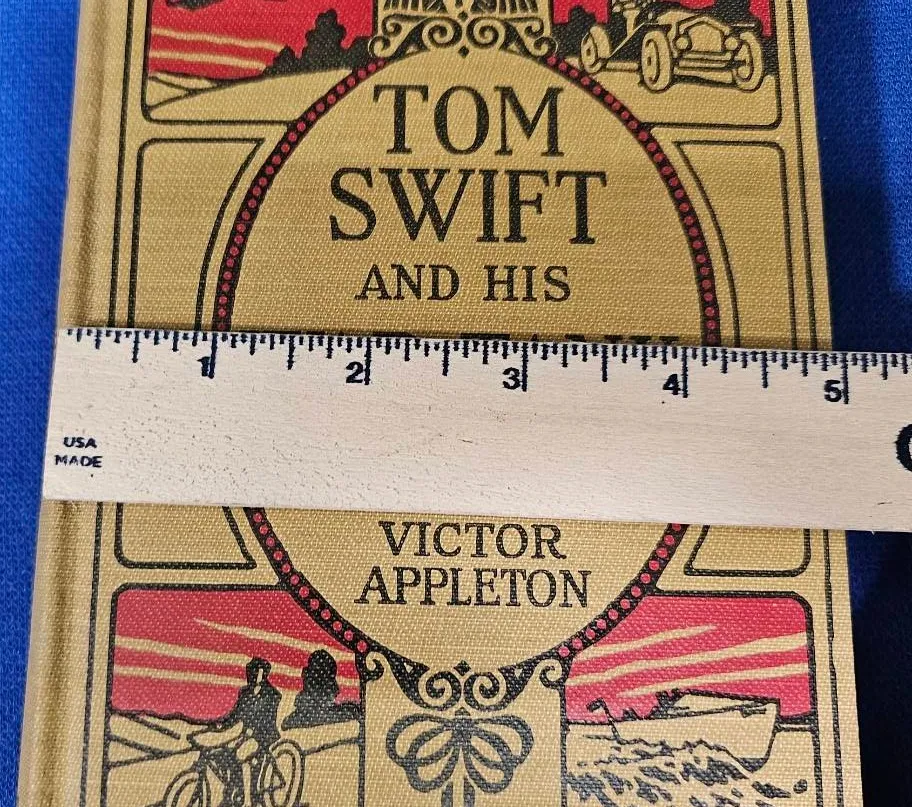 TOM
SWIFT
AND HIS
1 2 3 4 5
USA
MADE
VICTOR
APPLETON